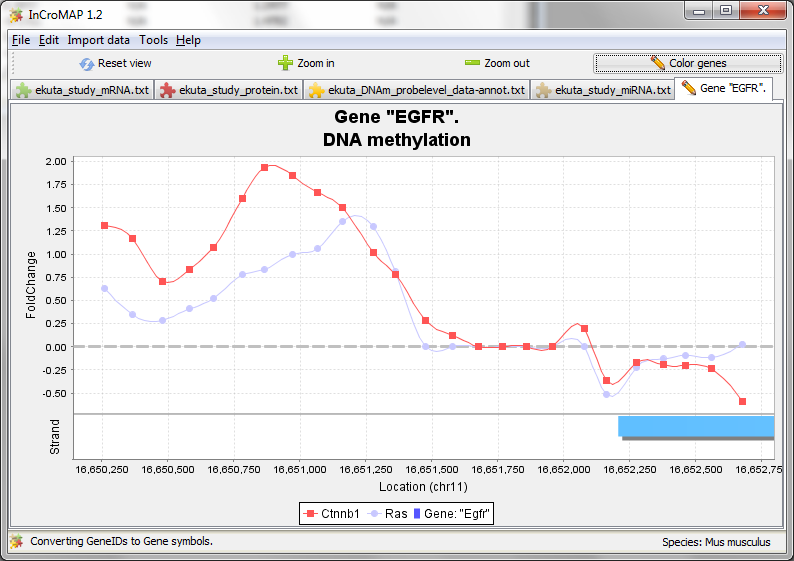 InCroMAP 1.2
File Edit Import data Tools Help
Reset view Zoom in Zoom out Color genes
ekuta_study_mRNA.txt ekuta_study_protein.txt ekuta_DNAm_probelevel_data-annot.txt ekuta_study_miRNA.txt Gene "EGFR".
Gene "EGFR".
DNA methylation
2.00
1.75
1.50
1.25
1.00
0.75
0.50
0.25
0.00
-0.25
-0.50
FoldChange
Strand
16,650,250 16,650,500 16,650,750 16,651,000 16,651,250 16,651,500 16,651,750 16,652,000 16,652,250 16,652,500 16,652,75
Location (chr11)
Ctnnb1 Ras Gene: "Egfr"
Converting GeneIDs to Gene symbols. Species: Mus musculus